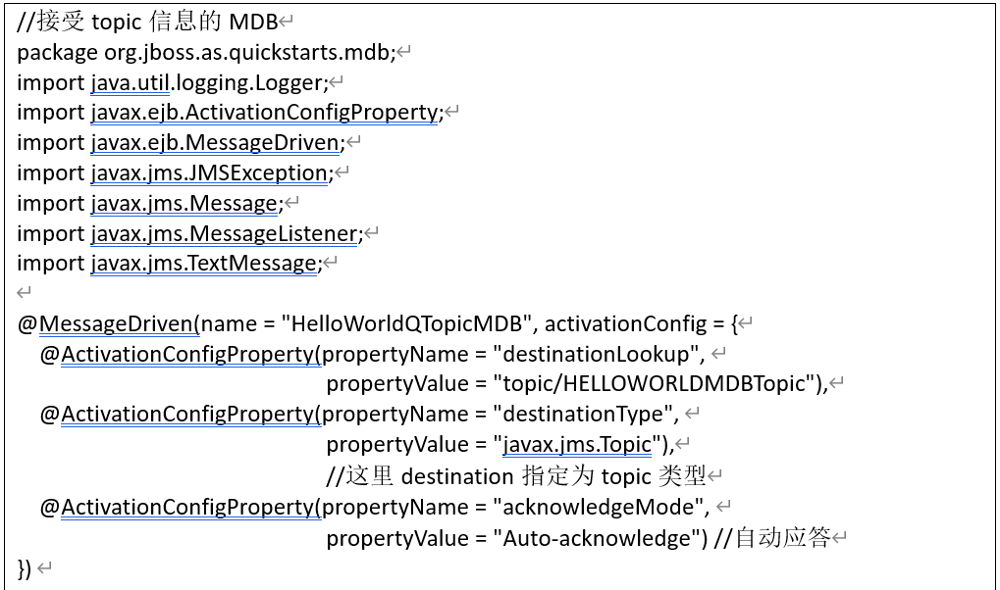 //接受 topic 信息的 MDB
package org.jboss.as.quickstarts.mdb;
import java.util.logging.Logger;
import javax.ejb.ActivationConfigProperty;
import javax.ejb.MessageDriven;
import javax.jms.JMSException;
import javax.jms.Message;
import javax.jms.MessageListener;
import javax.jms.TextMessage;

@MessageDriven(name = "HelloWorldQTopicMDB", activationConfig = {
    @ActivationConfigProperty(propertyName = "destinationLookup",
                              propertyValue = "topic/HELLOWORLDMDBTopic"),
    @ActivationConfigProperty(propertyName = "destinationType",
                              propertyValue = "javax.jms.Topic"),
                              //这里 destination 指定为 topic 类型
    @ActivationConfigProperty(propertyName = "acknowledgeMode",
                              propertyValue = "Auto-acknowledge") //自动应答
})